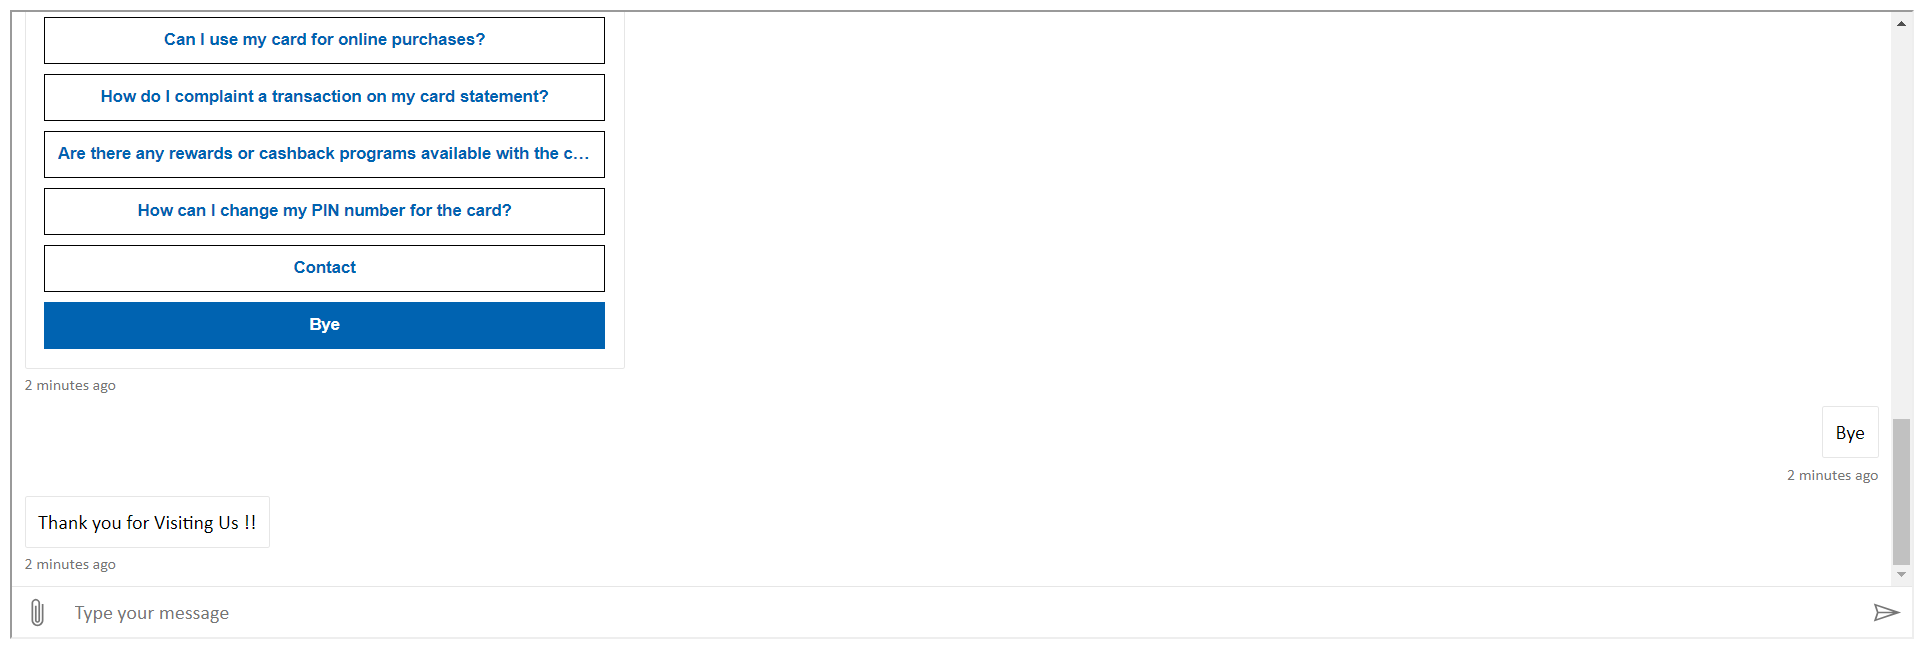 Can I use my card for online purchases?
How do I complaint a transaction on my card statement?
Are there any rewards or cashback programs available with the c...
How can I change my PIN number for the card?
Contact
Bye
2 minutes ago
Bye
2 minutes ago
Thank you for Visiting Us !!
2 minutes ago
Type your message